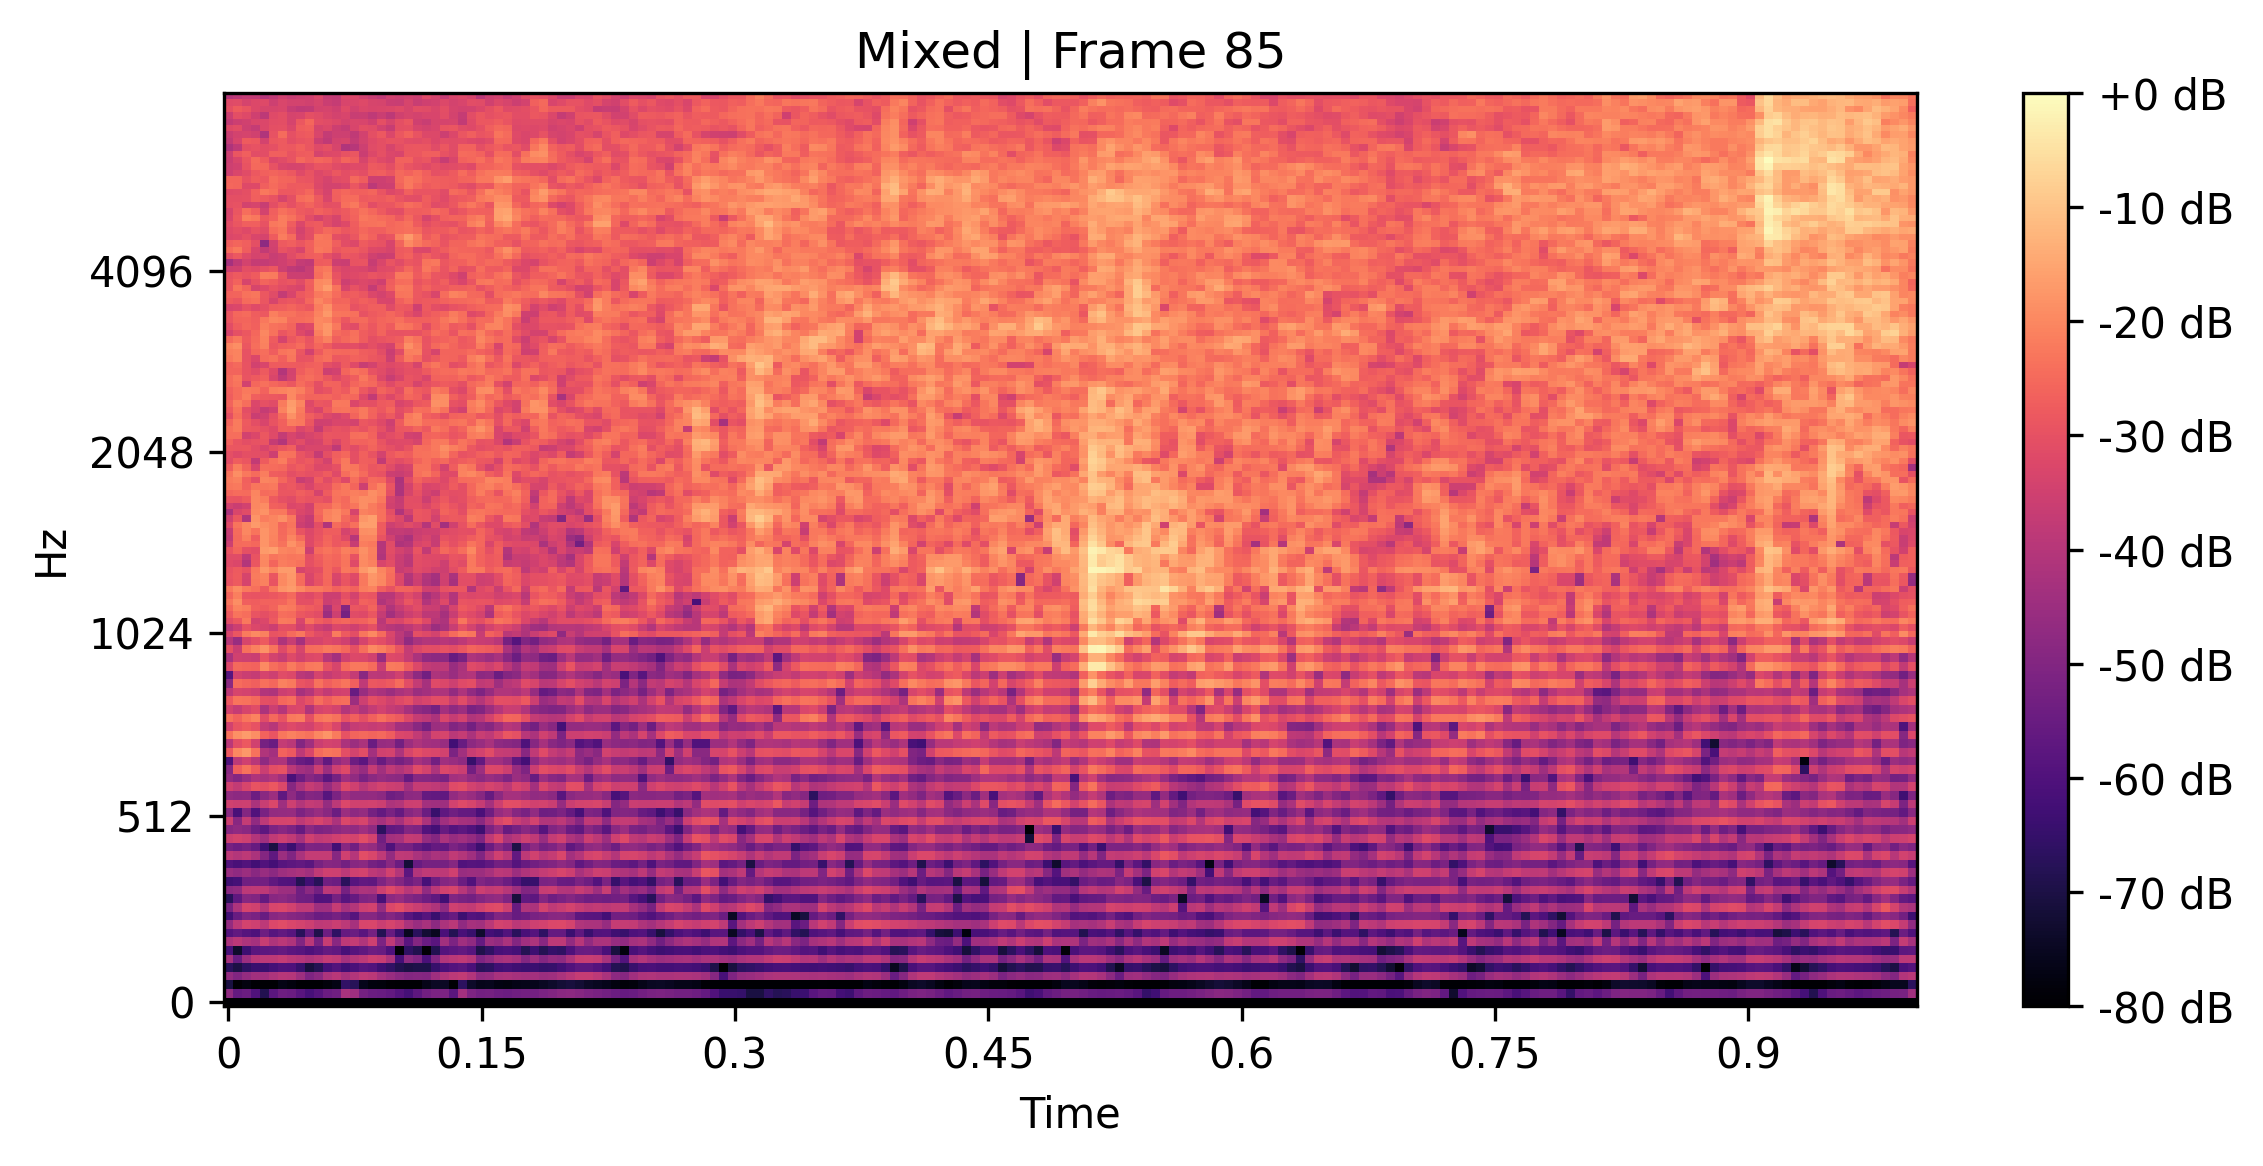 Mixed | Frame 85
+0 dB
-10 dB
-20 dB
-30 dB
-40 dB
-50 dB
-60 dB
-70 dB
-80 dB
Hz
4096
2048
1024
512
0
0 0.15 0.3 0.45 0.6 0.75 0.9
Time